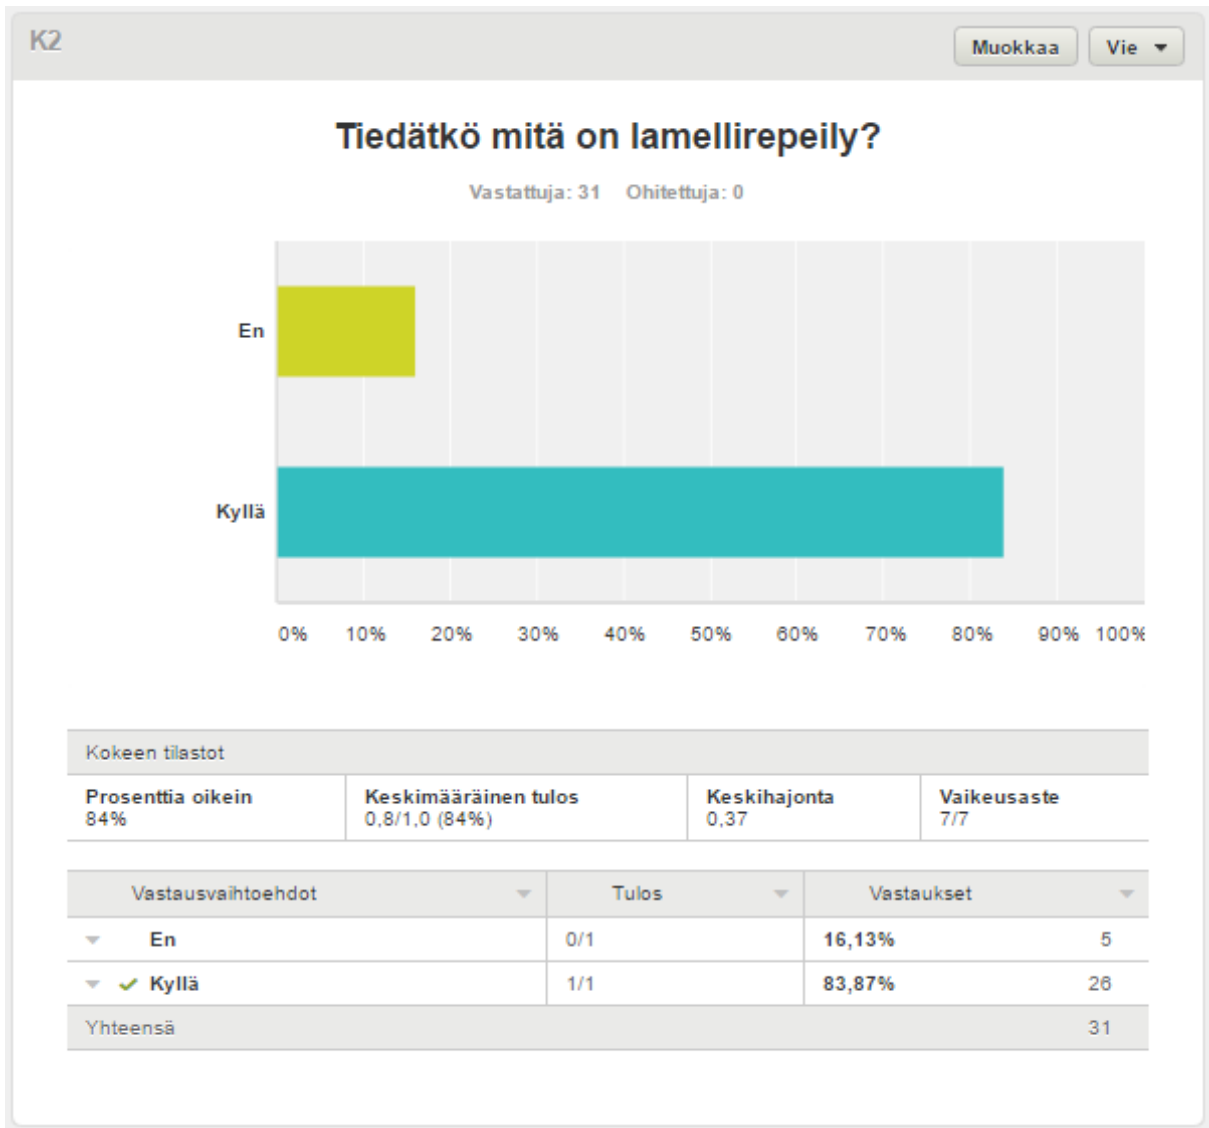 K2
Muokkaa Vie
Tiedätkö mitä on lamellirepeily?
Vastattuja: 31 Ohitettuja: 0
En
Kyllä
0% 10% 20% 30% 40% 50% 60% 70% 80% 90% 100%
Kokeen tilastot
Prosenttia oikein Keskimääräinen tulos Keskihajonta Vaikeusaste
84% 0,8/1,0 (84%) 0,37 7/7
Vastausvaihtoehdot Tulos Vastaukset
En 0/1 16,13% 5
Kyllä 1/1 83,87% 26
Yhteensä 31